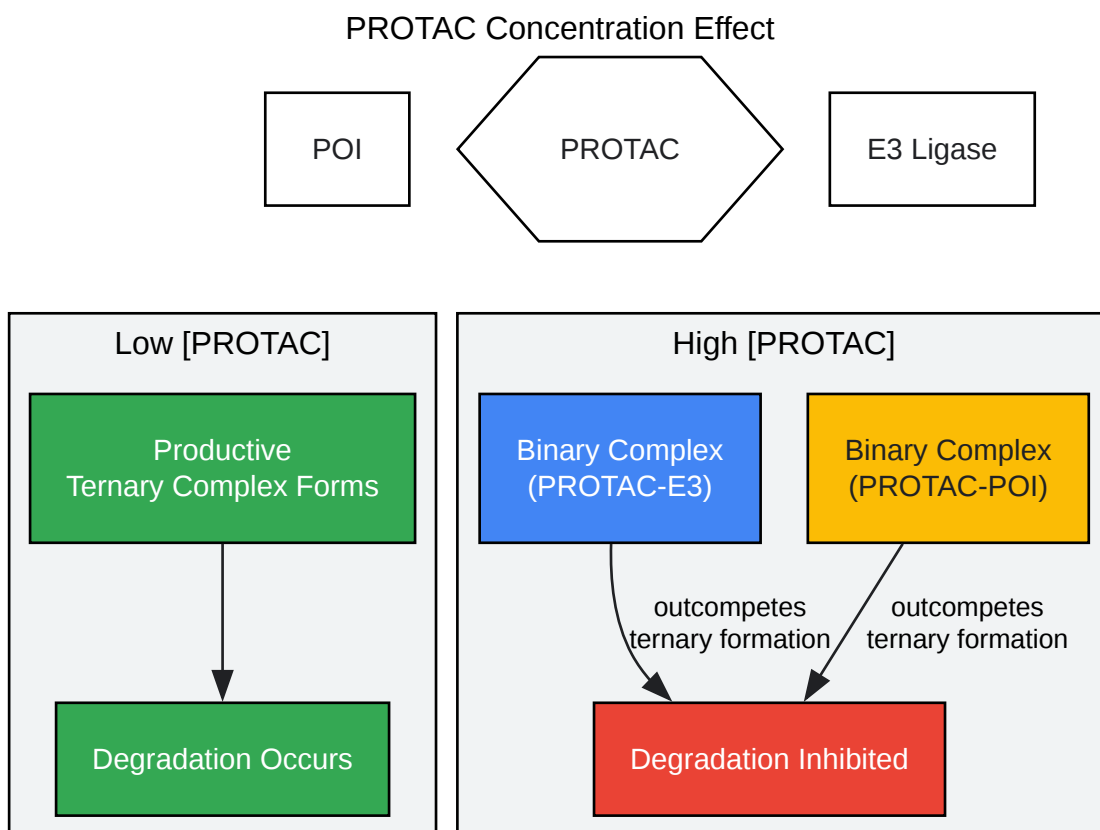 PROTAC Concentration Effect
POI
PROTAC
E3 Ligase
Low [PROTAC]
Productive
Ternary Complex Forms
Degradation Occurs
High [PROTAC]
Binary Complex
(PROTAC-E3)
Binary Complex
(PROTAC-POI)
outcompetes
ternary formation
outcompetes
ternary formation
Degradation Inhibited